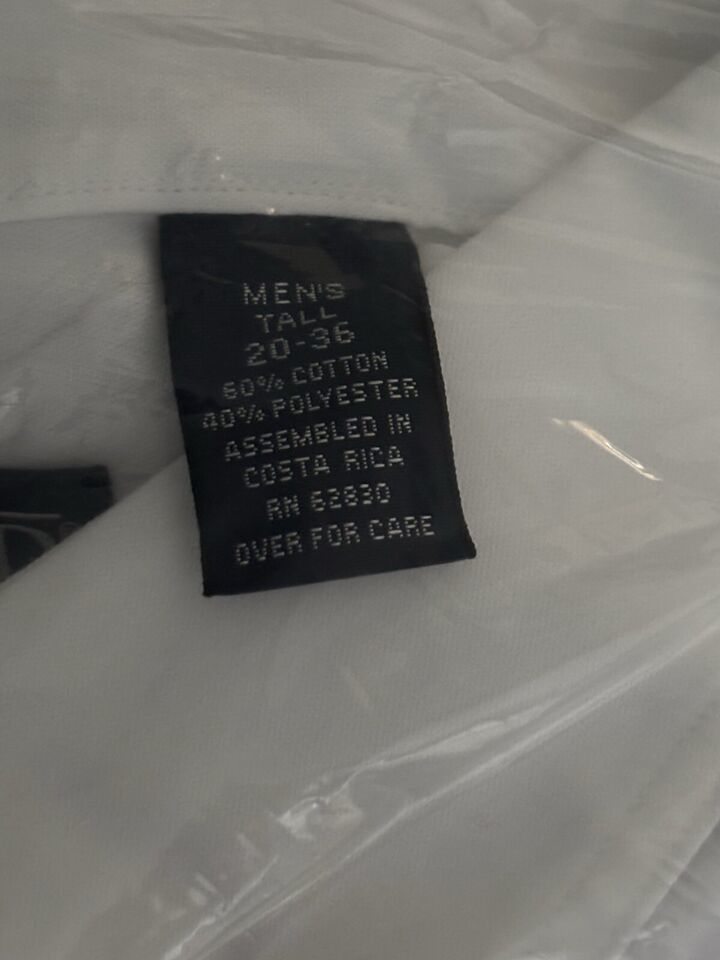 MEN'S
TALL
20-36
60% COTTON
40% POLYESTER
ASSEMBLED IN
COSTA RICA
RN 62830
OVER FOR CARE